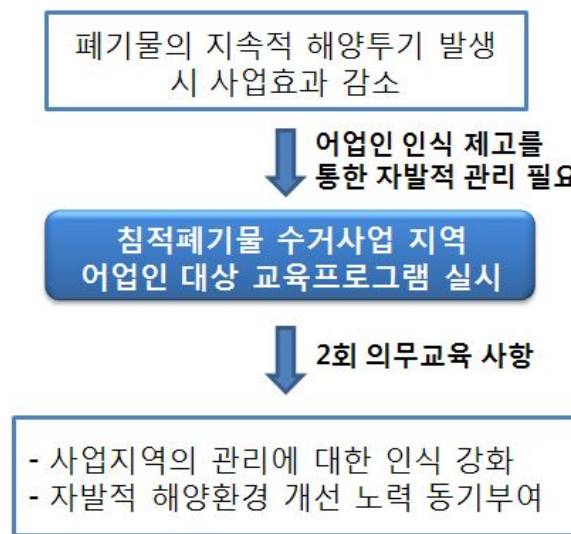 폐기물의 지속적 해양투기 발생
시 사업효과 감소
어업인 인식 제고를
통한 자발적 관리 필요
침적폐기물 수거사업 지역
어업인 대상 교육프로그램 실시
2회 의무교육 사항
- 사업지역의 관리에 대한 인식 강화
- 자발적 해양환경 개선 노력 동기부여